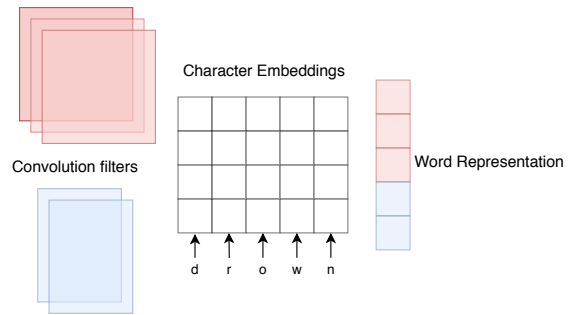 Character Embeddings
Convolution filters
Word Representation
d r o w n